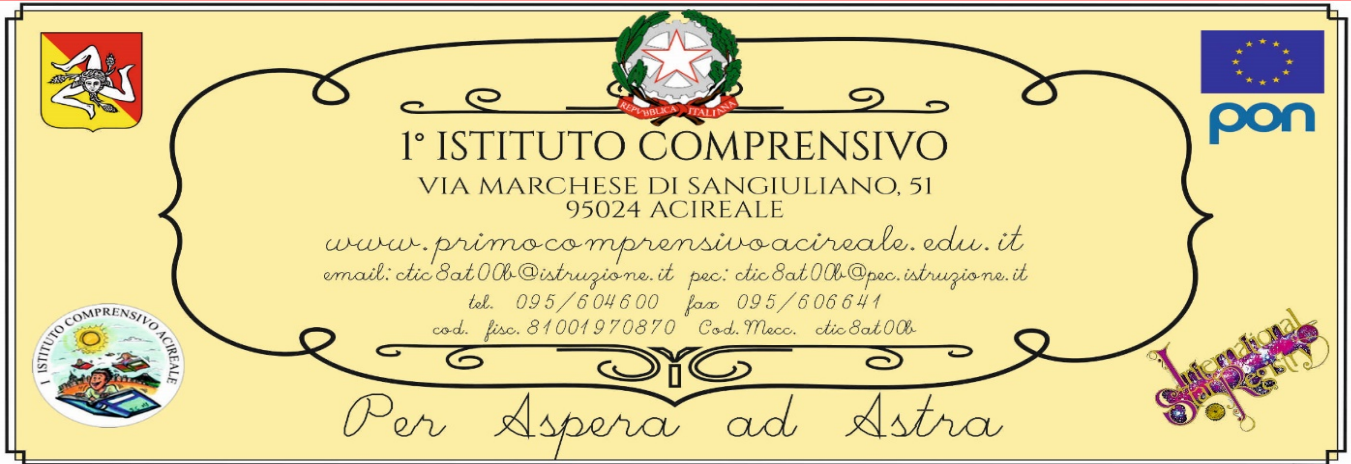 REPVBBLICA ITALIANA
pon
1° ISTITUTO COMPRENSIVO
VIA MARCHESE DI SANGIULIANO, 51
95024 ACIREALE
www.primocomprensivoacireale.edu.it
email: ctic8at00b@istruzione.it pec: ctic8at00b@pec.istruzione.it
tel. 095/604600 fax 095/606641
cod. fisc. 81001970870 Cod. Mecc. ctic8at00b
1 ISTITUTO COMPRENSIVO ACIREALE
International
Star
Per Aspera ad Astra